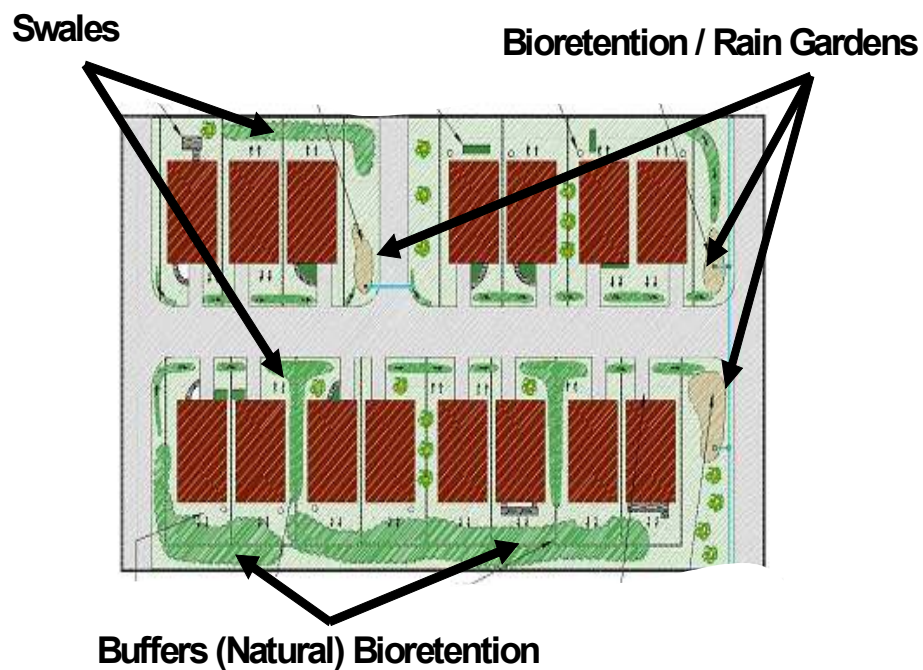 Swales
Bioretention / Rain Gardens
Buffers (Natural) Bioretention